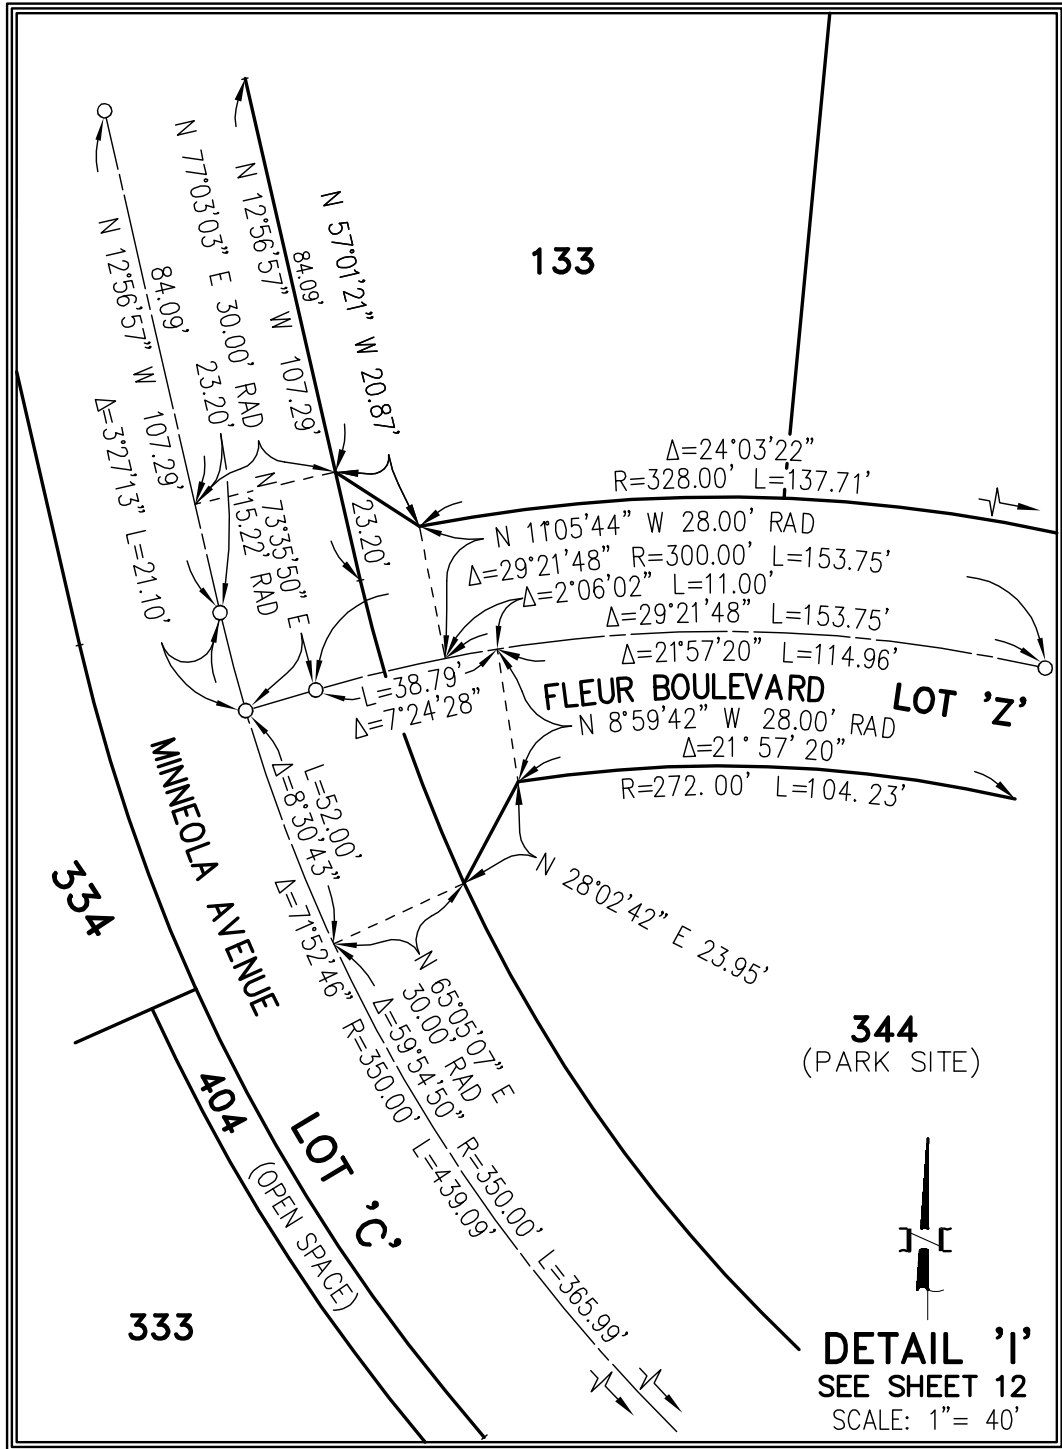 N 12°56'57" W 107.29'
84.09'
23.20'
N 77°03'03" E 30.00' RAD
N 12°56'57" W 107.29'
84.09'
23.20'
N 57°01'21" W 20.87'
133
Δ=3°27'13" L=21.10'
N 73°35'50" E
15.22' RAD
Δ=24°03'22"
R=328.00' L=137.71'
N 11°05'44" W 28.00' RAD
Δ=29°21'48" R=300.00' L=153.75'
Δ=2°06'02" L=11.00'
Δ=29°21'48" L=153.75'
Δ=21°57'20" L=114.96'
L=38.79'
Δ=7°24'28"
FLEUR BOULEVARD
LOT 'Z'
N 8°59'42" W 28.00' RAD
Δ=21° 57' 20"
R=272. 00' L=104. 23'
N 28°02'42" E 23.95'
L=52.00'
Δ=8°30'43"
MINNEOLA AVENUE
334
Δ=71°52'46" R=350.00' L=439.09'
N 65°05'07" E
30.00' RAD
Δ=59°54'50" R=350.00' L=365.99'
344
(PARK SITE)
404 (OPEN SPACE)
LOT 'C'
333
DETAIL 'I'
SEE SHEET 12
SCALE: 1"= 40'